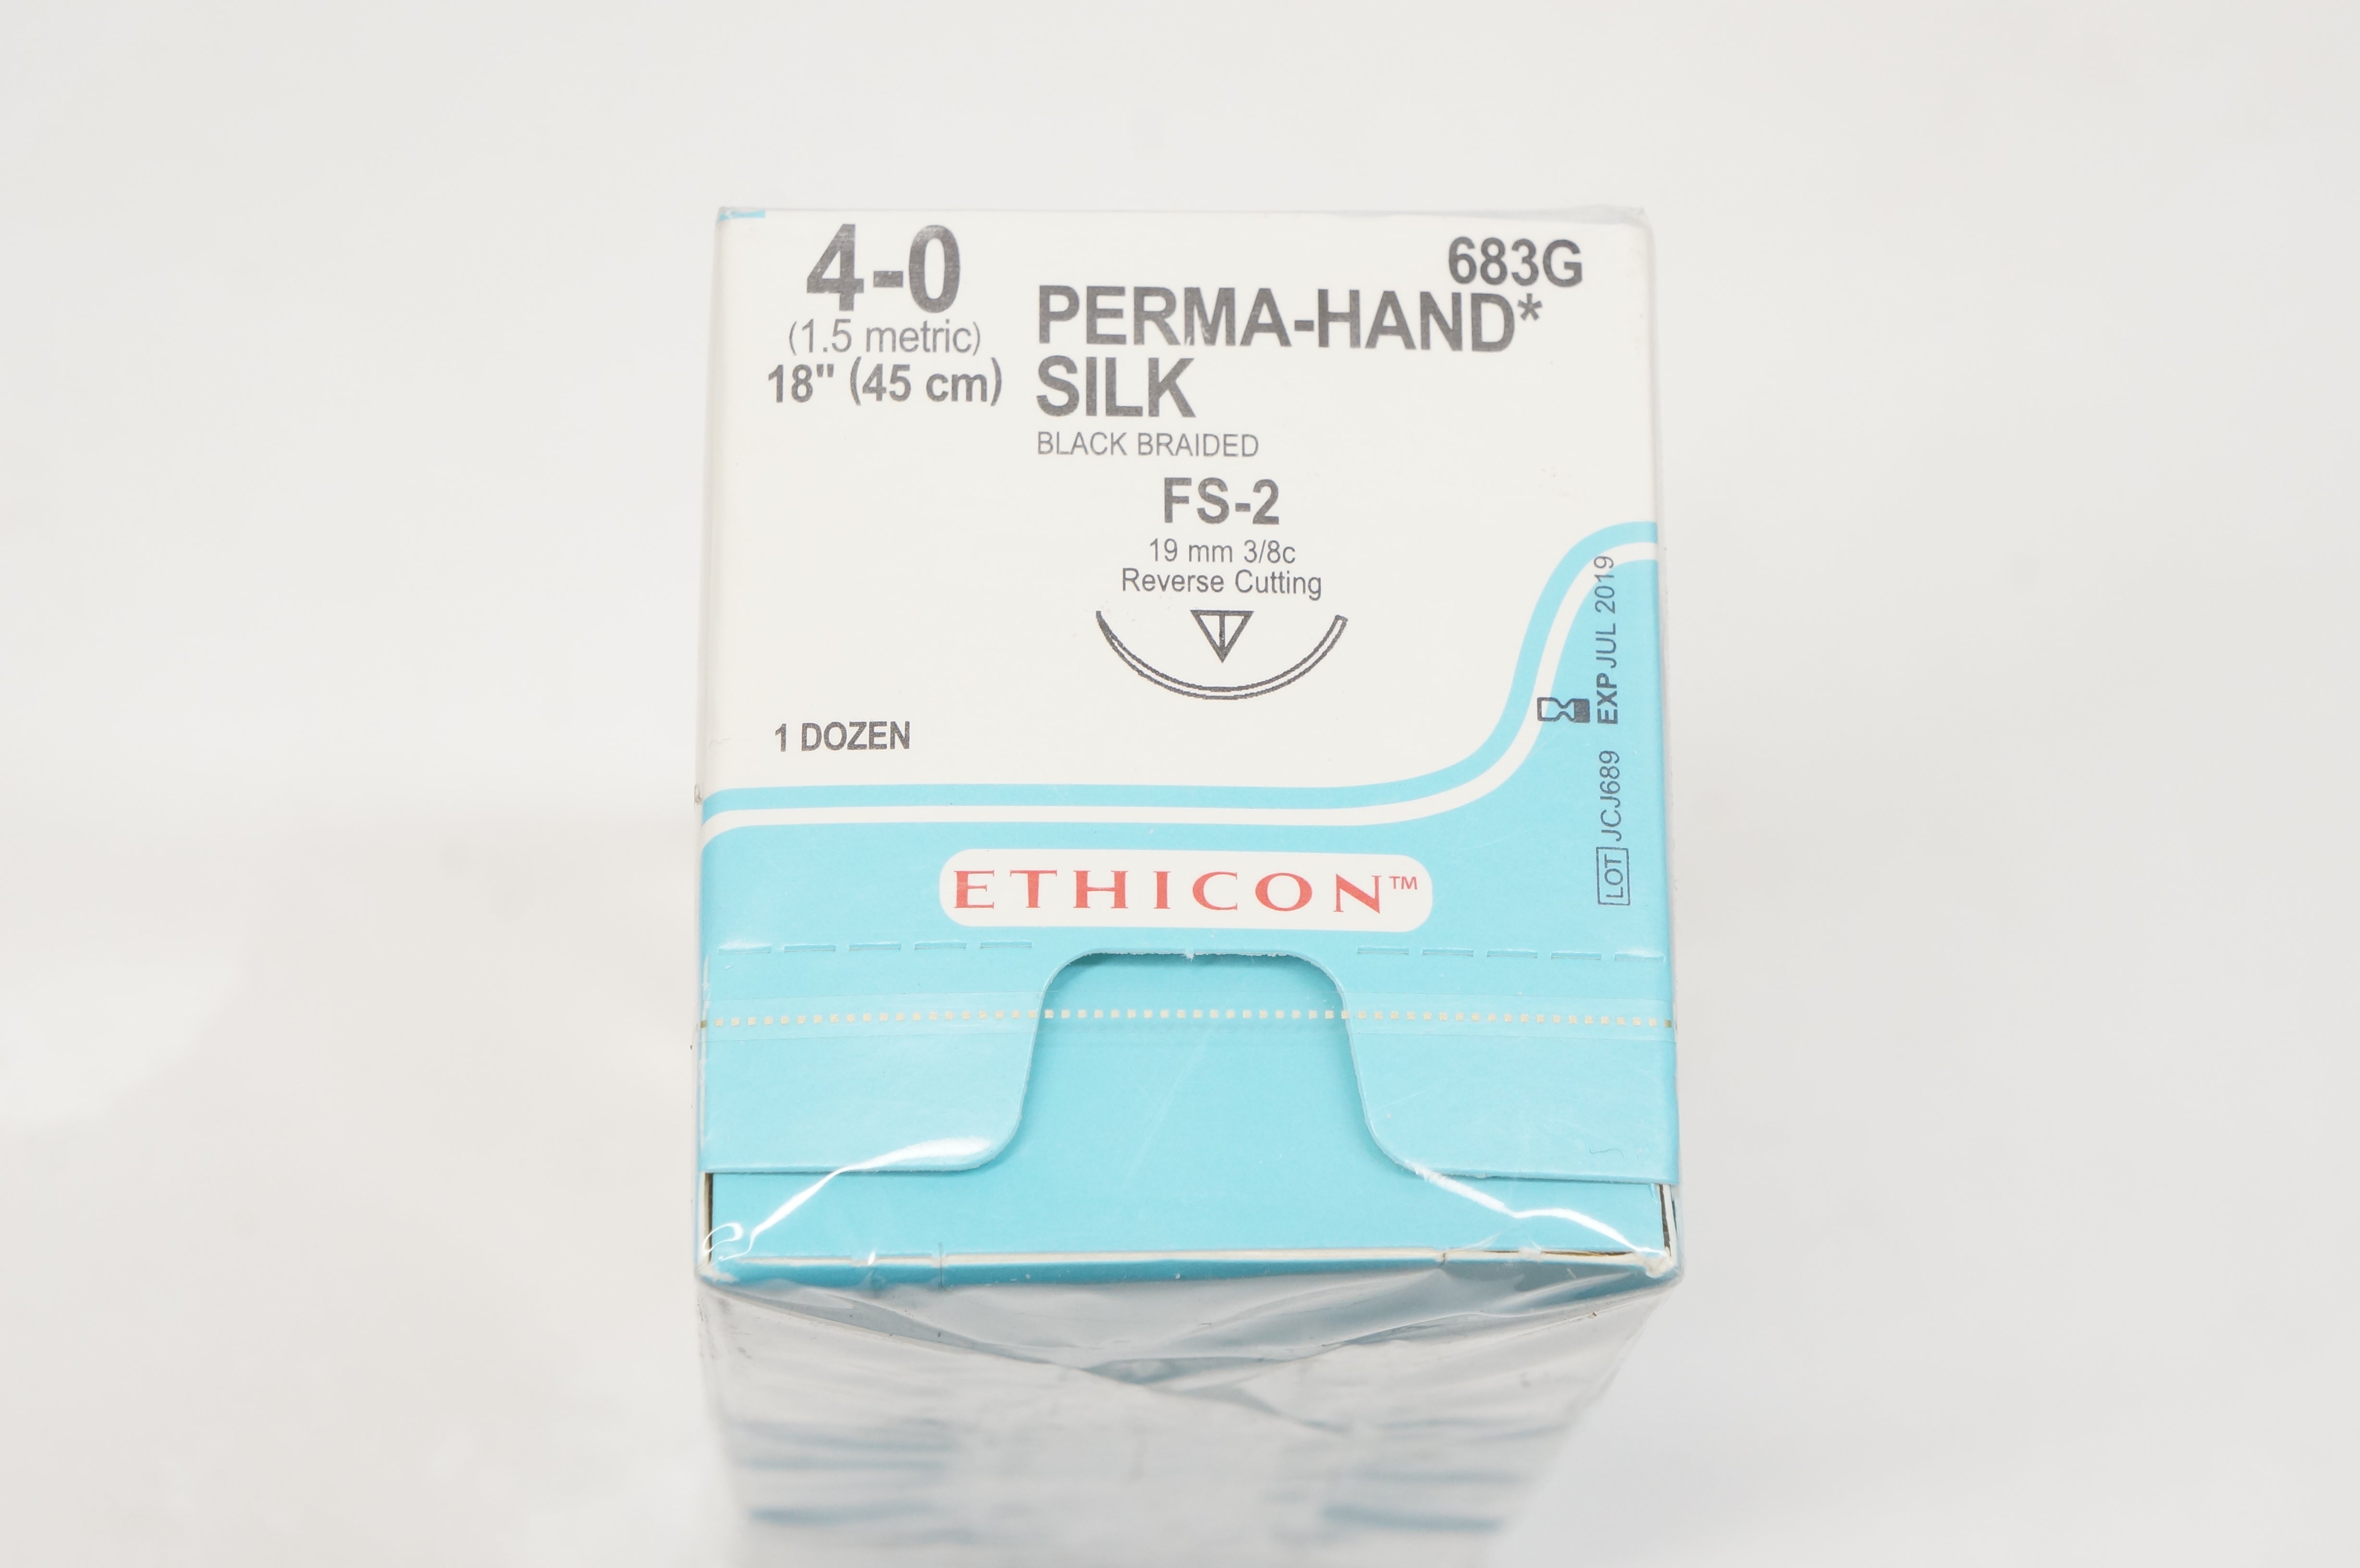 4-0
(1.5 metric)
18" (45 cm)
683G
PERMA-HAND*
SILK
BLACK BRAIDED
FS-2
19 mm 3/8c
Reverse Cutting
1 DOZEN
EXP JUL 2019
LOT JCJ689
ETHICON™